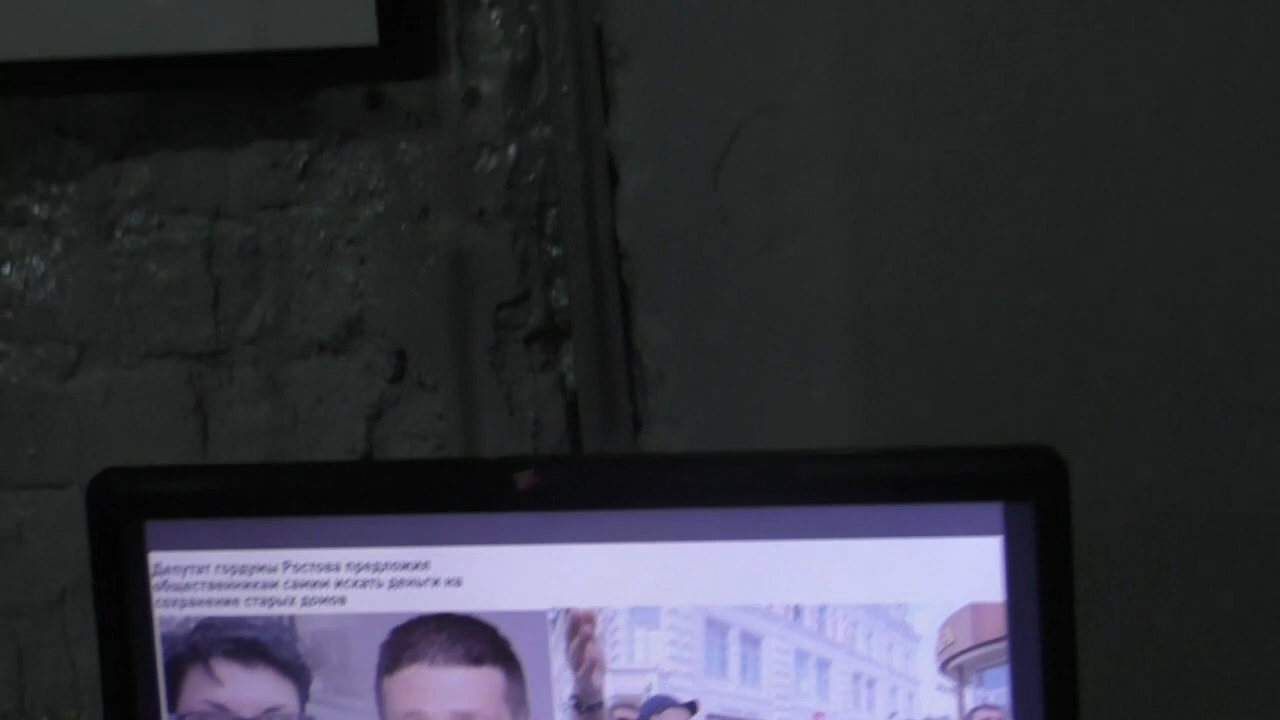 Депутат гордумы Ростова предложил
общественникам самим искать деньги на
сохранение старых домов